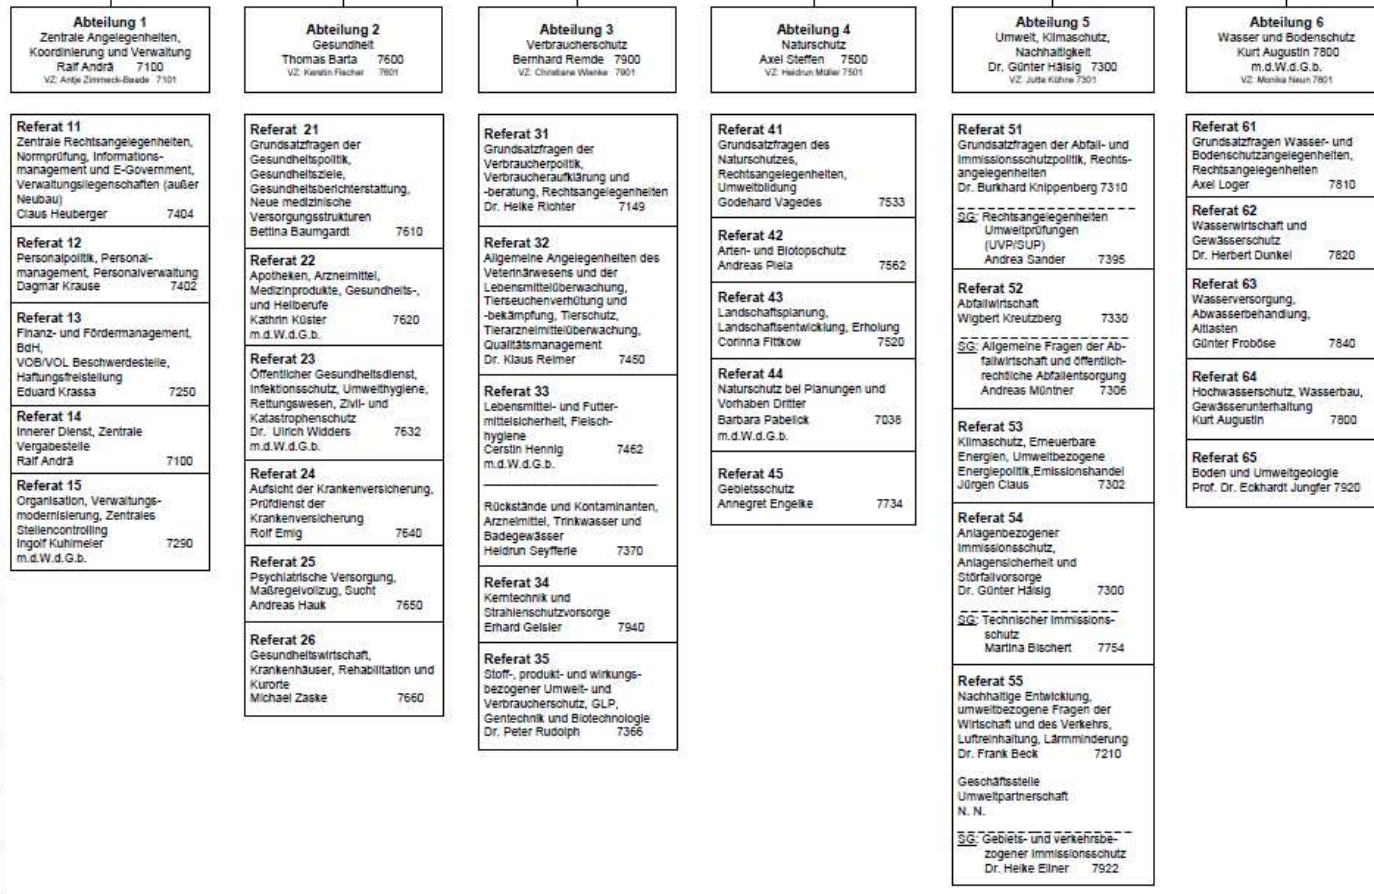 Abteilung 1
Zentrale Angelegenheiten,
Koordinierung und Verwaltung
Ralf Andrä 7100
VZ: Antje Zimmeck-Baade 7101
Referat 11
Zentrale Rechtsangelegenheiten,
Normprüfung, Informations-
management und E-Government,
Verwaltungsliegenschaften (außer
Neubau)
Claus Heuberger 7404
Referat 12
Personalpolitik, Personal-
management, Personalverwaltung
Dagmar Krause 7402
Referat 13
Finanz- und Fördermanagement,
BdH,
VOB/VOL Beschwerdestelle,
Haftungsfreistellung
Eduard Krassa 7250
Referat 14
Innerer Dienst, Zentrale
Vergabestelle
Ralf Andrä 7100
Referat 15
Organisation, Verwaltungs-
modernisierung, Zentrales
Stellencontrolling
Ingolf Kuhlmeier 7290
m.d.W.d.G.b.
Abteilung 2
Gesundheit
Thomas Barta 7600
VZ: Kerstin Fischer 7601
Referat 21
Grundsatzfragen der
Gesundheitspolitik,
Gesundheitsziele,
Gesundheitsberichterstattung,
Neue medizinische
Versorgungsstrukturen
Bettina Baumgardt 7610
Referat 22
Apotheken, Arzneimittel,
Medizinprodukte, Gesundheits-,
und Heilberufe
Kathrin Küster 7620
m.d.W.d.G.b.
Referat 23
Öffentlicher Gesundheitsdienst,
Infektionsschutz, Umwelthygiene,
Rettungswesen, Zivil- und
Katastrophenschutz
Dr. Ulrich Widders 7632
m.d.W.d.G.b.
Referat 24
Aufsicht der Krankenversicherung,
Prüfdienst der
Krankenversicherung
Rolf Emig 7640
Referat 25
Psychiatrische Versorgung,
Maßregelvollzug, Sucht
Andreas Hauk 7650
Referat 26
Gesundheitswirtschaft,
Krankenhäuser, Rehabilitation und
Kurorte
Michael Zaske 7660
Abteilung 3
Verbraucherschutz
Bernhard Remde 7900
VZ: Christiane Wienke 7901
Referat 31
Grundsatzfragen der
Verbraucherpolitik,
Verbraucheraufklärung und
-beratung, Rechtsangelegenheiten
Dr. Heike Richter 7149
Referat 32
Allgemeine Angelegenheiten des
Veterinärwesens und der
Lebensmittelüberwachung,
Tierseuchenverhütung und
-bekämpfung, Tierschutz,
Tierarzneimittelüberwachung,
Qualitätsmanagement
Dr. Klaus Reimer 7450
Referat 33
Lebensmittel- und Futter-
mittelsicherheit, Fleisch-
hygiene
Cerstin Hennig 7462
m.d.W.d.G.b.
Rückstände und Kontaminanten,
Arzneimittel, Trinkwasser und
Badegewässer
Heidrun Seyfferle 7370
Referat 34
Kerntechnik und
Strahlenschutzvorsorge
Erhard Geisler 7940
Referat 35
Stoff-, produkt- und wirkungs-
bezogener Umwelt- und
Verbraucherschutz, GLP,
Gentechnik und Biotechnologie
Dr. Peter Rudolph 7366
Abteilung 4
Naturschutz
Axel Steffen 7500
VZ: Heidrun Müller 7501
Referat 41
Grundsatzfragen des
Naturschutzes,
Rechtsangelegenheiten,
Umweltbildung
Godehard Vagedes 7533
Referat 42
Arten- und Biotopschutz
Andreas Piela 7562
Referat 43
Landschaftsplanung,
Landschaftsentwicklung, Erholung
Corinna Fittkow 7520
Referat 44
Naturschutz bei Planungen und
Vorhaben Dritter
Barbara Pabelick 7038
m.d.W.d.G.b.
Referat 45
Gebietsschutz
Annegret Engelke 7734
Abteilung 5
Umwelt, Klimaschutz,
Nachhaltigkeit
Dr. Günter Hälsig 7300
VZ: Jutta Kühne 7301
Referat 51
Grundsatzfragen der Abfall- und
Immissionsschutzpolitik, Rechts-
angelegenheiten
Dr. Burkhard Knippenberg 7310
SG: Rechtsangelegenheiten
Umweltprüfungen
(UVP/SUP)
Andrea Sander 7395
Referat 52
Abfallwirtschaft
Wigbert Kreutzberg 7330
SG: Allgemeine Fragen der Ab-
fallwirtschaft und öffentlich-
rechtliche Abfallentsorgung
Andreas Müntner 7306
Referat 53
Klimaschutz, Erneuerbare
Energien, Umweltbezogene
Energiepolitik,Emissionshandel
Jürgen Claus 7302
Referat 54
Anlagenbezogener
Immissionsschutz,
Anlagensicherheit und
Störfallvorsorge
Dr. Günter Hälsig 7300
SG: Technischer Immissions-
schutz
Martina Bischert 7754
Referat 55
Nachhaltige Entwicklung,
umweltbezogene Fragen der
Wirtschaft und des Verkehrs,
Luftreinhaltung, Lärmminderung
Dr. Frank Beck 7210
Geschäftsstelle
Umweltpartnerschaft
N. N.
SG: Gebiets- und verkehrsbe-
zogener Immissionsschutz
Dr. Heike Ellner 7922
Abteilung 6
Wasser und Bodenschutz
Kurt Augustin 7800
m.d.W.d.G.b.
VZ: Monika Neun 7801
Referat 61
Grundsatzfragen Wasser- und
Bodenschutzangelegenheiten,
Rechtsangelegenheiten
Axel Loger 7810
Referat 62
Wasserwirtschaft und
Gewässerschutz
Dr. Herbert Dunkel 7820
Referat 63
Wasserversorgung,
Abwasserbehandlung,
Altlasten
Günter Froböse 7840
Referat 64
Hochwasserschutz, Wasserbau,
Gewässerunterhaltung
Kurt Augustin 7800
Referat 65
Boden und Umweltgeologie
Prof. Dr. Eckhardt Jungfer 7920